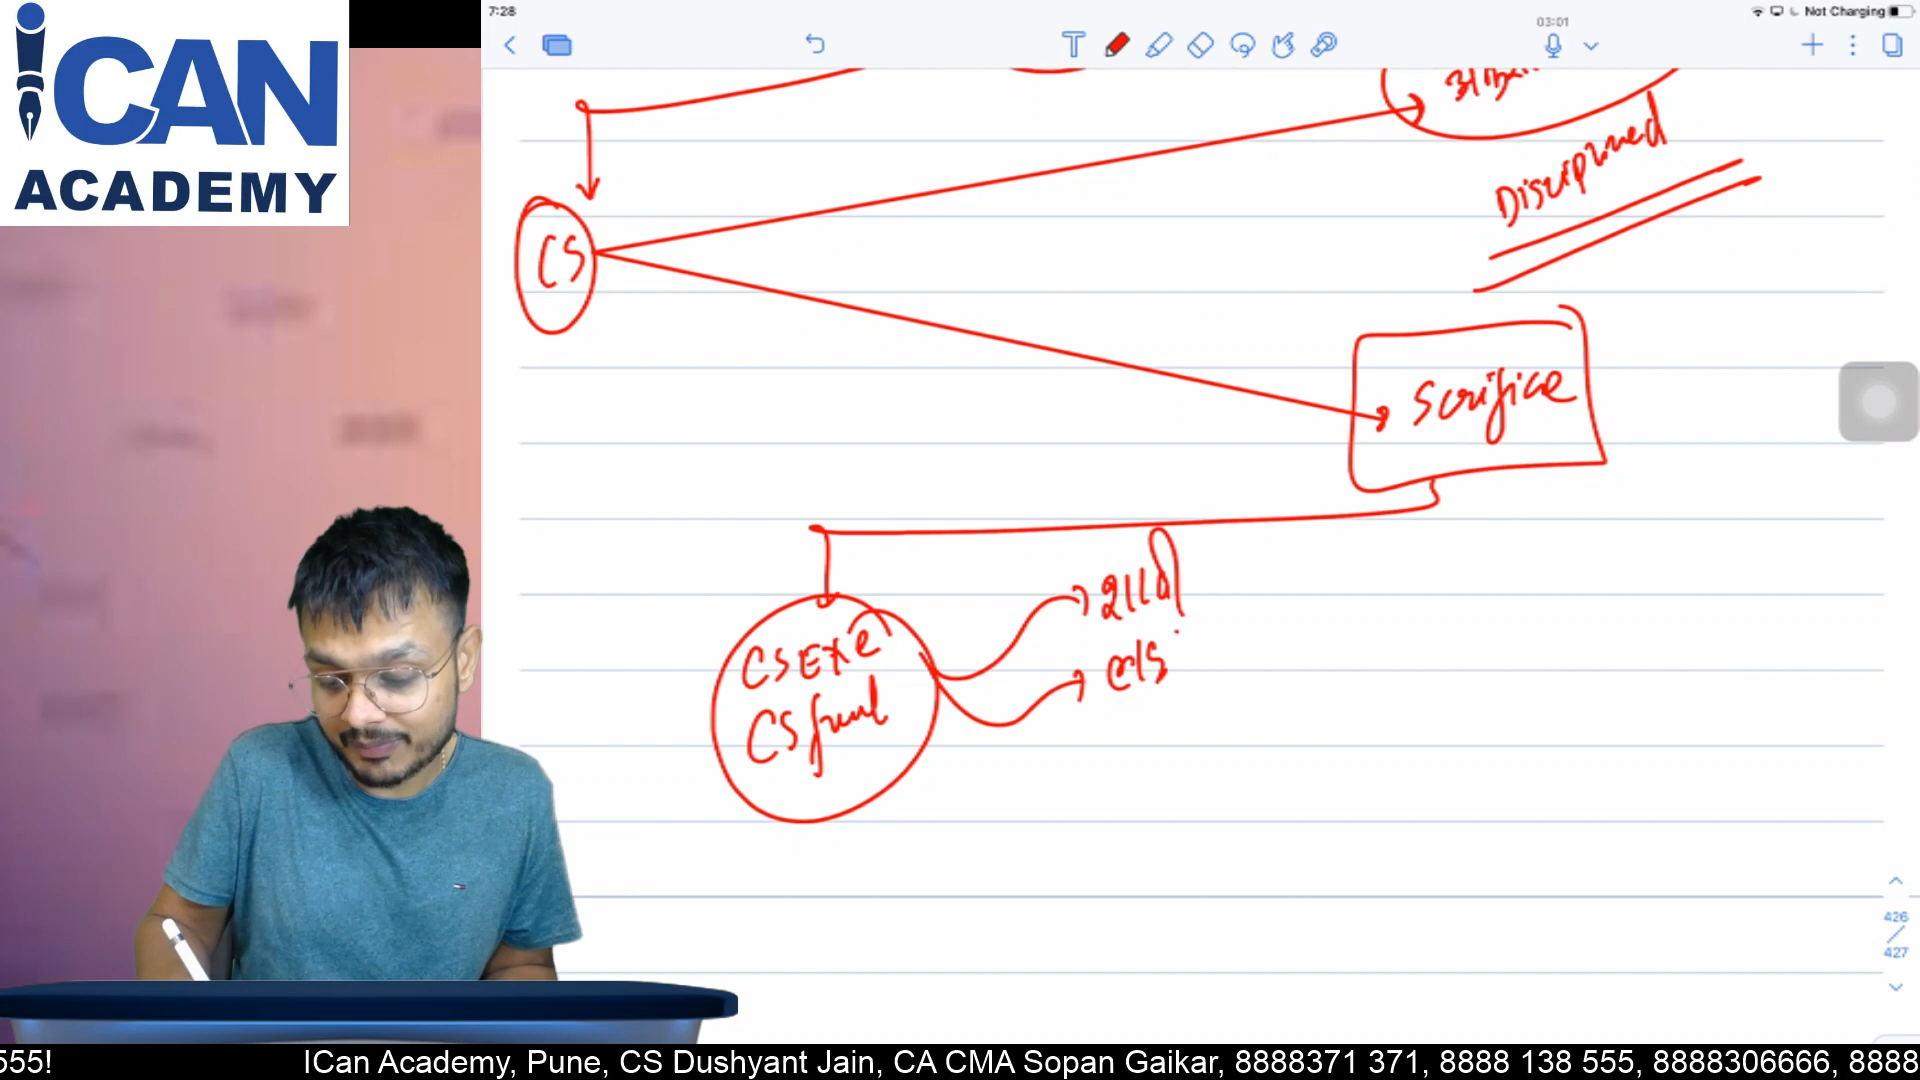 iCAN
ACADEMY
7:28
Not Charging
03:01
Disciplined
CS
Scrifice
शादी
CS EXe
CS final
426
427
555!
ICan Academy, Pune, CS Dushyant Jain, CA CMA Sopan Gaikar, 8888371 371, 8888 138 555, 8888306666, 8888